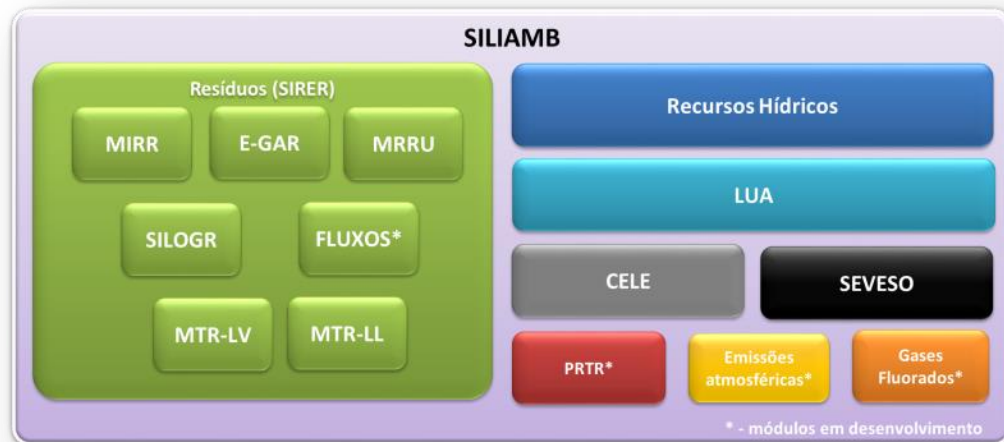 SILIAMB
Resíduos (SIRER)
MIRR
E-GAR
MRRU
SILOGR
FLUXOS*
MTR-LV
MTR-LL
Recursos Hídricos
LUA
CELE
SEVESO
PRTR*
Emissões
atmosféricas*
Gases
Fluorados*
* - módulos em desenvolvimento